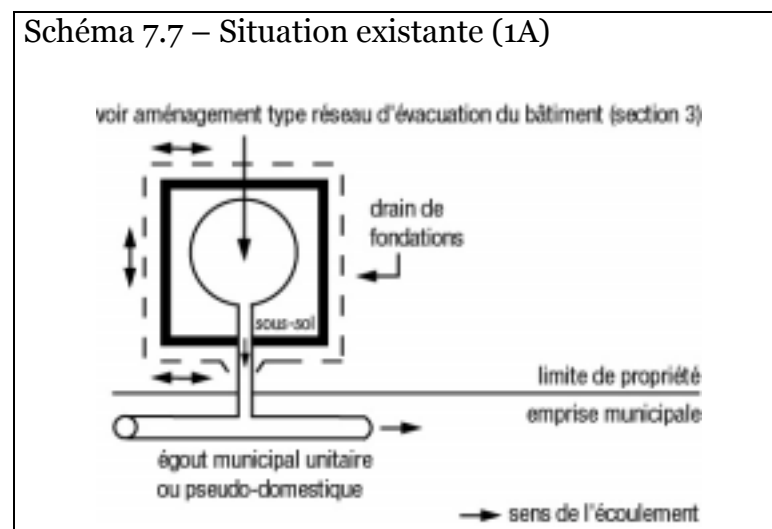 Schéma 7.7 – Situation existante (1A)
voir aménagement type réseau d'évacuation du bâtiment (section 3)
drain de
fondations
sous-sol
limite de propriété
emprise municipale
égout municipal unitaire
ou pseudo-domestique
sens de l'écoulement